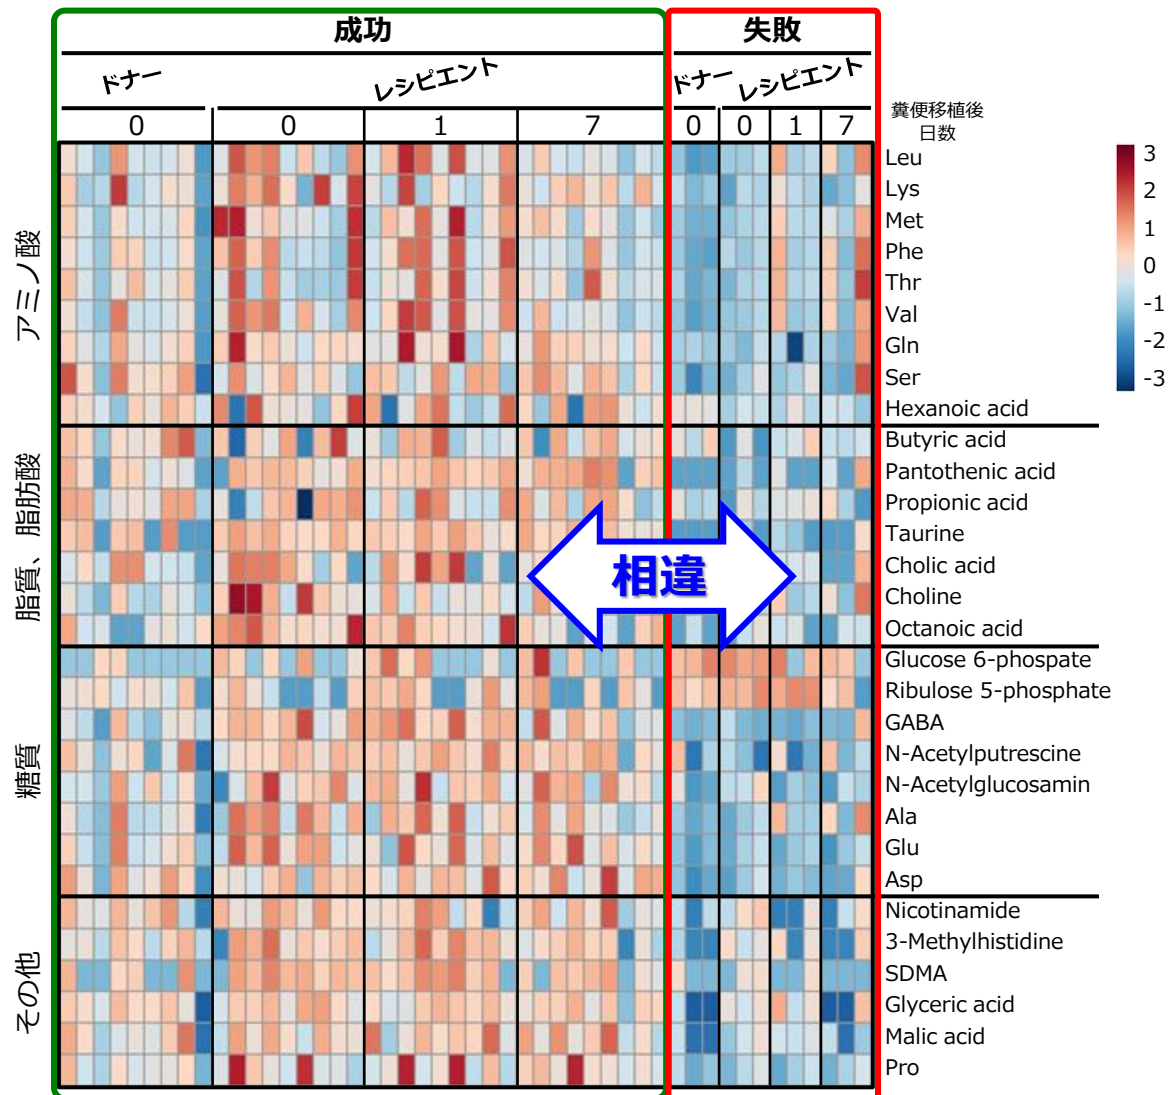 成功 失敗
ドナー レシピエント ドナー レシピエント
糞便移植後
日数
0 0 1 7 0 0 1 7
アミノ酸
Leu
Lys
Met
Phe
Thr
Val
Gln
Ser
Hexanoic acid
脂質、脂肪酸
Butyric acid
Pantothenic acid
Propionic acid
Taurine
Cholic acid
Choline
Octanoic acid
相違
糖質
Glucose 6-phospate
Ribulose 5-phosphate
GABA
N-Acetylputrescine
N-Acetylglucosamin
Ala
Glu
Asp
その他
Nicotinamide
3-Methylhistidine
SDMA
Glyceric acid
Malic acid
Pro
3
2
1
0
-1
-2
-3